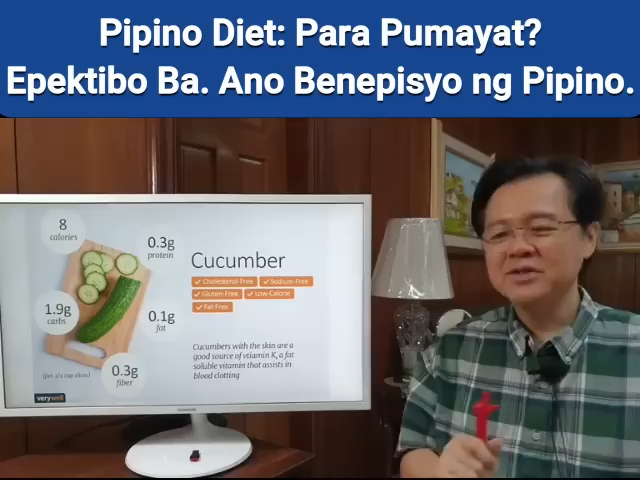 Pipino Diet: Para Pumayat?
Epektibo Ba. Ano Benepisyo ng Pipino.
8
calories
0.3g
protein
Cucumber
✓ Cholesterol-Free ✓ Sodium-Free
✓ Gluten-Free ✓ Low-Calorie
✓ Fat-Free
1.9g
carbs
0.1g
fat
0.3g
fiber
Cucumbers with the skin are a
good source of vtiamin K, a fat
soluble vitamin that assists in
blood clotting
(per 1/2 cup slices)
verywell
SAMSUNG